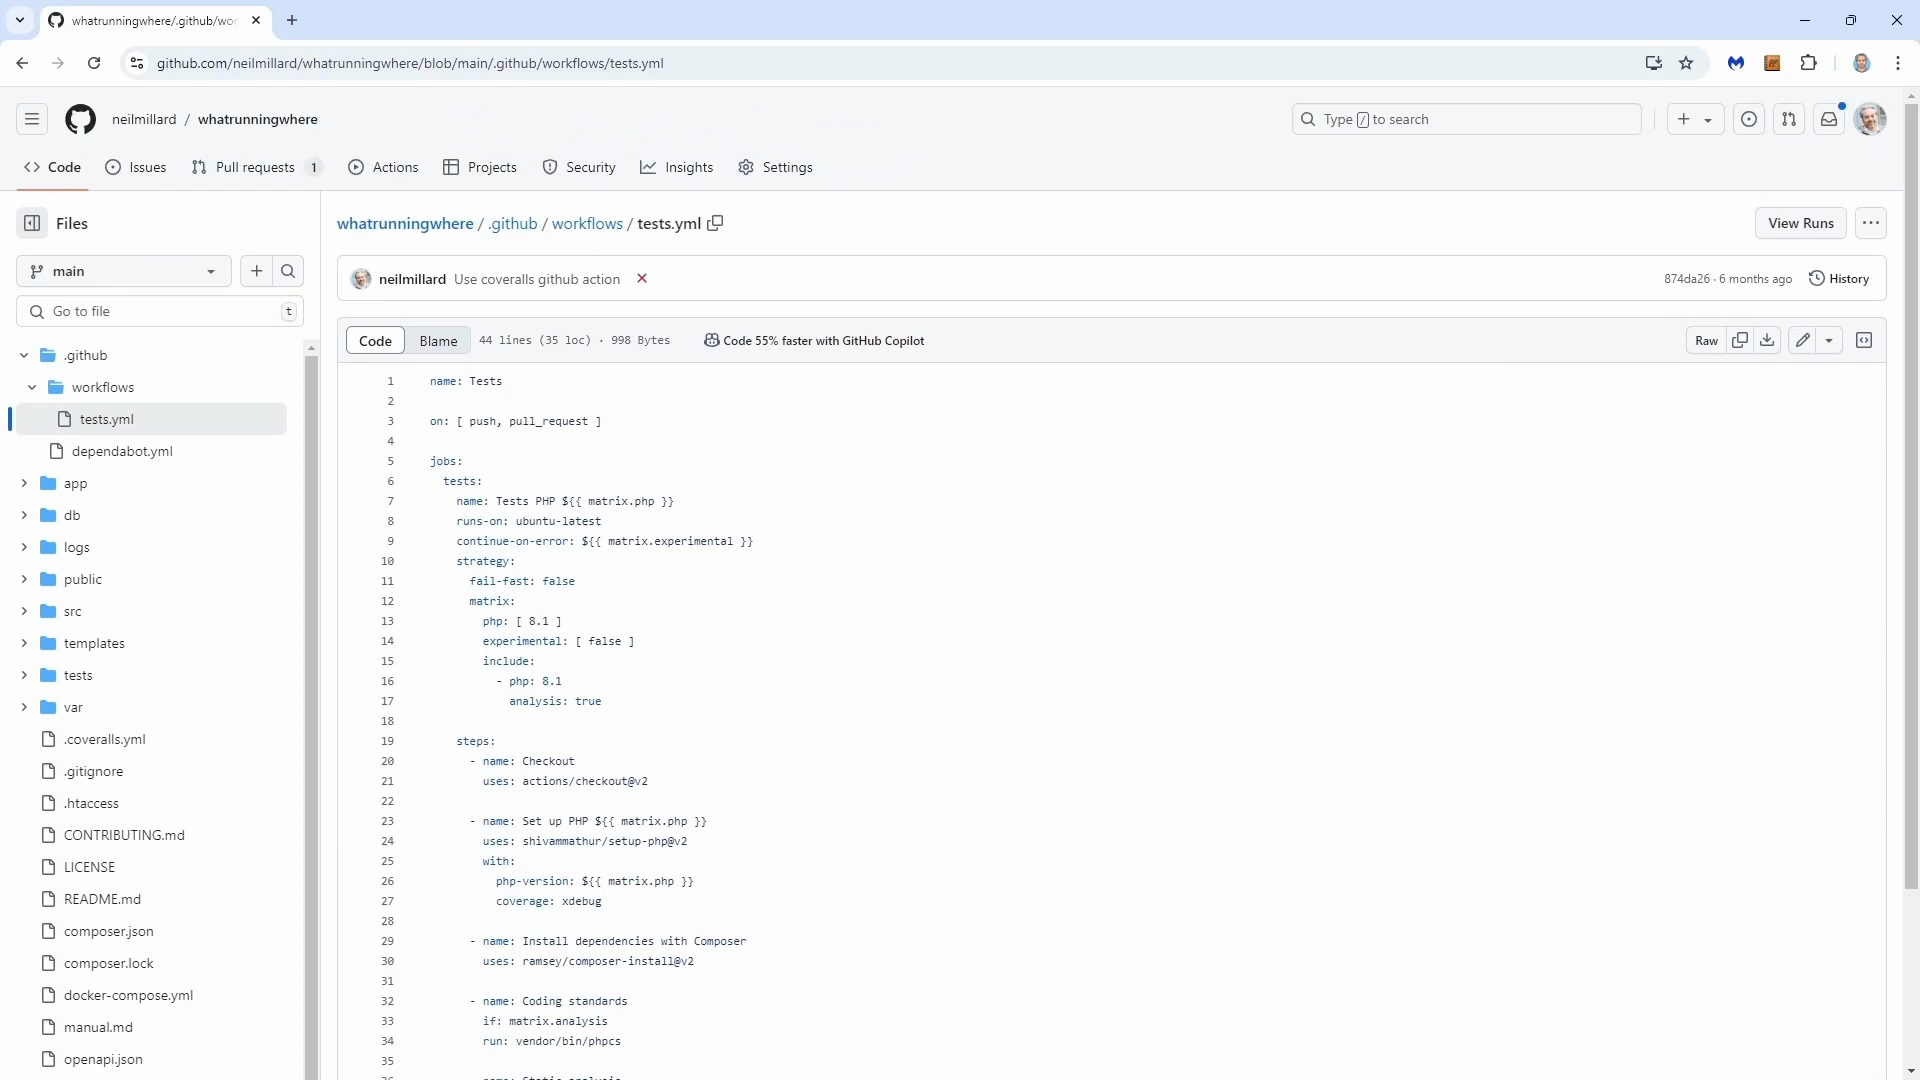 whatrunningwhere/.github/wo
github.com/neilmillard/whatrunningwhere/blob/main/.github/workflows/tests.yml
neilmillard / whatrunningwhere
Type / to search
Code
Issues
Pull requests 1
Actions
Projects
Security
Insights
Settings
Files
main
Go to file
t
.github
workflows
tests.yml
dependabot.yml
app
db
logs
public
src
templates
tests
var
.coveralls.yml
.gitignore
.htaccess
CONTRIBUTING.md
LICENSE
README.md
composer.json
composer.lock
docker-compose.yml
manual.md
openapi.json
whatrunningwhere / .github / workflows / tests.yml
View Runs
neilmillard Use coveralls github action
874da26 · 6 months ago
History
Code
Blame
44 lines (35 loc) · 998 Bytes
Code 55% faster with GitHub Copilot
Raw
1 name: Tests
2
3 on: [ push, pull_request ]
4
5 jobs:
6 tests:
7 name: Tests PHP ${{ matrix.php }}
8 runs-on: ubuntu-latest
9 continue-on-error: ${{ matrix.experimental }}
10 strategy:
11 fail-fast: false
12 matrix:
13 php: [ 8.1 ]
14 experimental: [ false ]
15 include:
16 - php: 8.1
17 analysis: true
18
19 steps:
20 - name: Checkout
21 uses: actions/checkout@v2
22
23 - name: Set up PHP ${{ matrix.php }}
24 uses: shivammathur/setup-php@v2
25 with:
26 php-version: ${{ matrix.php }}
27 coverage: xdebug
28
29 - name: Install dependencies with Composer
30 uses: ramsey/composer-install@v2
31
32 - name: Coding standards
33 if: matrix.analysis
34 run: vendor/bin/phpcs
35